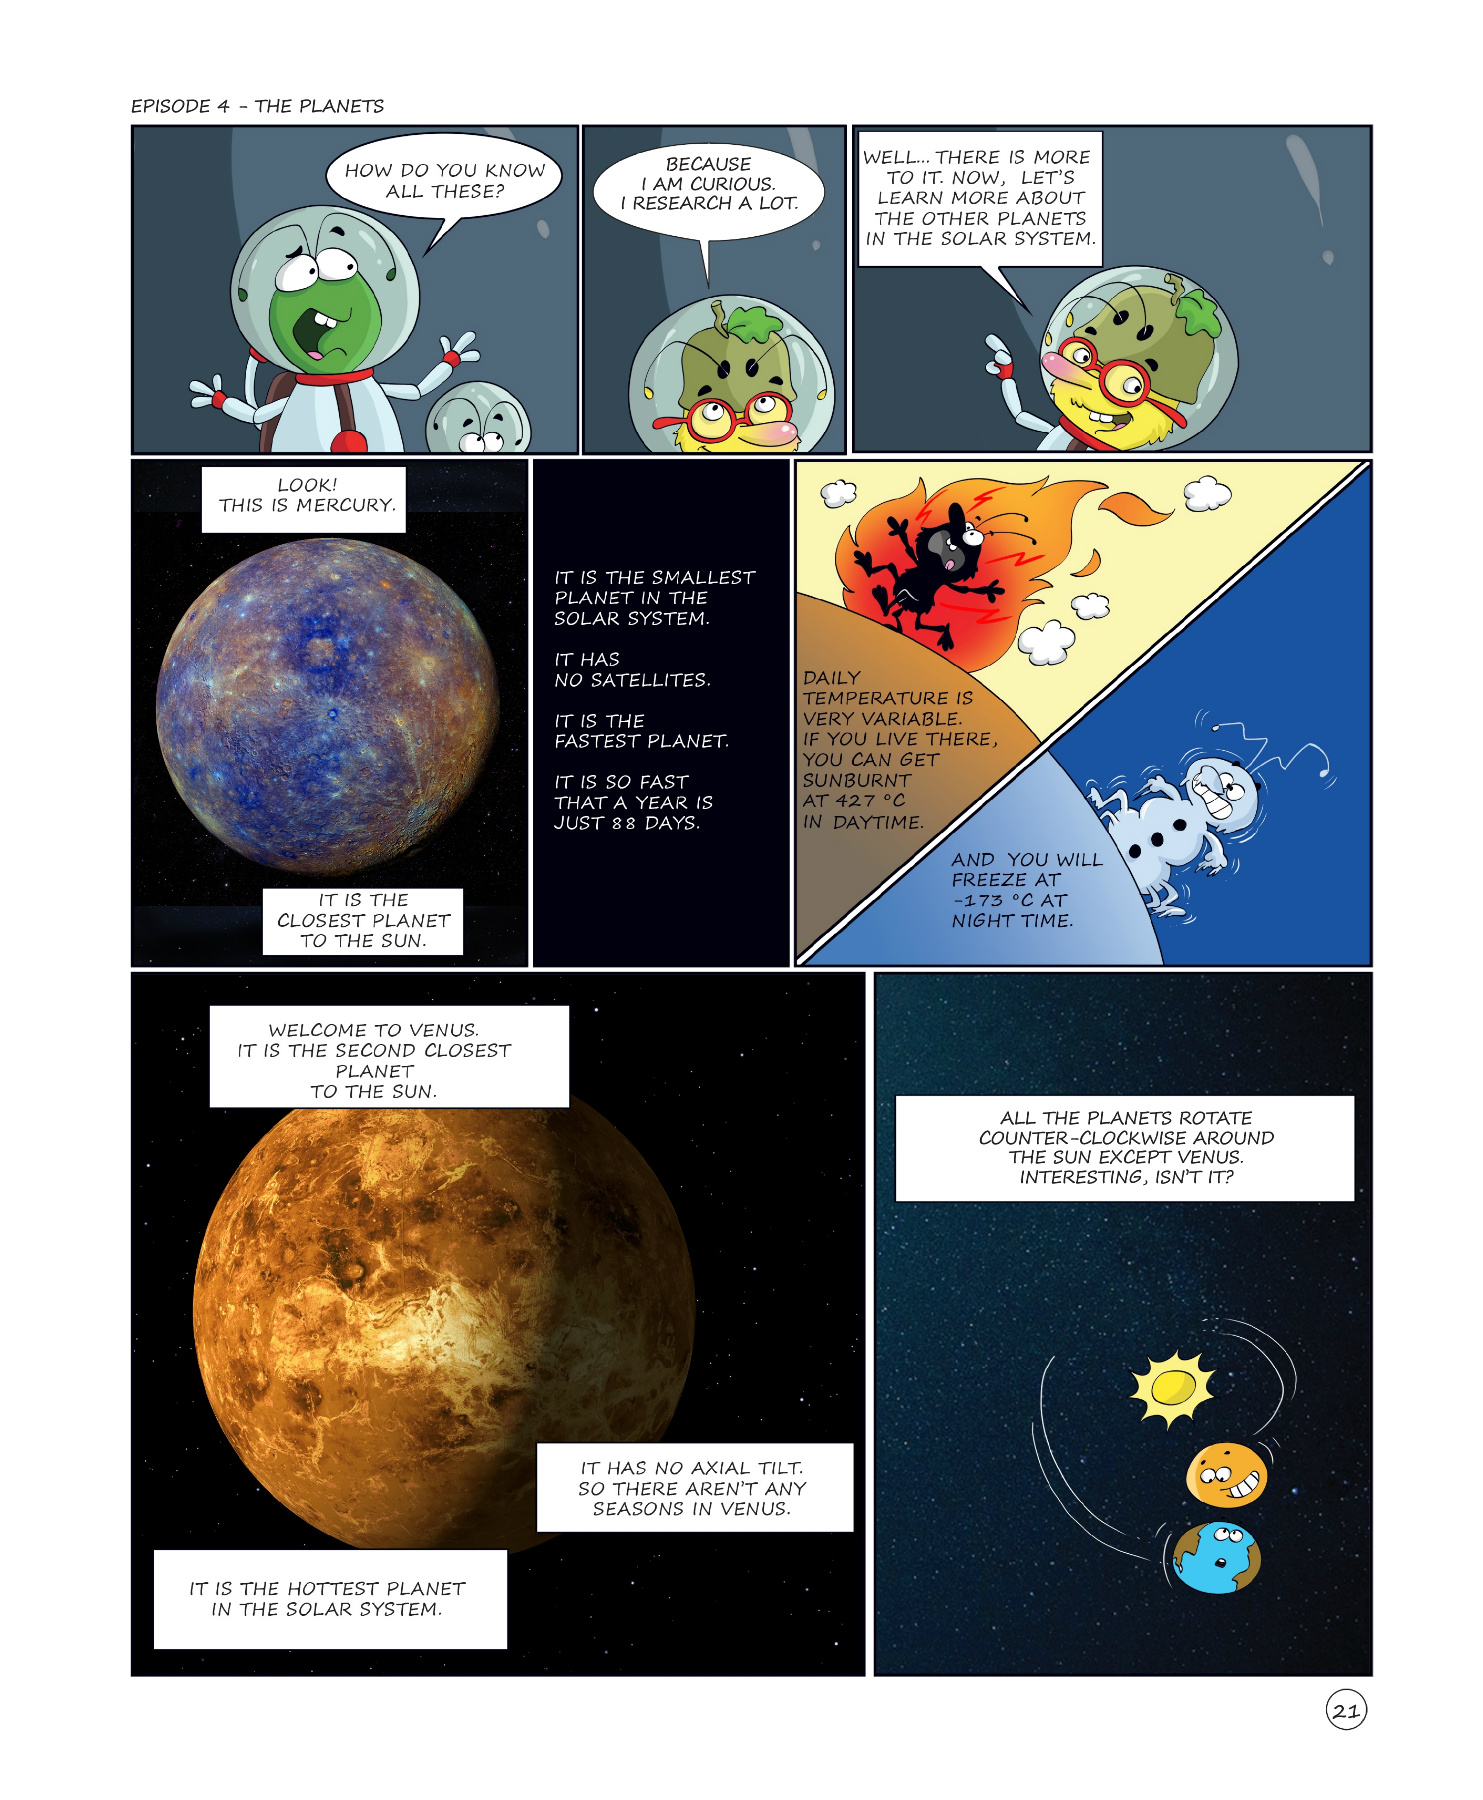 EPISODE 4 - THE PLANETS
HOW DO YOU KNOW
ALL THESE?
BECAUSE
I AM CURIOUS.
I RESEARCH A LOT.
WELL... THERE IS MORE
TO IT. NOW, LET'S
LEARN MORE ABOUT
THE OTHER PLANETS
IN THE SOLAR SYSTEM.
LOOK!
THIS IS MERCURY.
IT IS THE
CLOSEST PLANET
TO THE SUN.
IT IS THE SMALLEST
PLANET IN THE
SOLAR SYSTEM.
IT HAS
NO SATELLITES.
IT IS THE
FASTEST PLANET.
IT IS SO FAST
THAT A YEAR IS
JUST 88 DAYS.
DAILY
TEMPERATURE IS
VERY VARIABLE.
IF YOU LIVE THERE,
YOU CAN GET
SUNBURNT
AT 427 °C
IN DAYTIME.
AND YOU WILL
FREEZE AT
-173 °C AT
NIGHT TIME.
WELCOME TO VENUS.
IT IS THE SECOND CLOSEST
PLANET
TO THE SUN.
IT HAS NO AXIAL TILT.
SO THERE AREN'T ANY
SEASONS IN VENUS.
IT IS THE HOTTEST PLANET
IN THE SOLAR SYSTEM.
ALL THE PLANETS ROTATE
COUNTER-CLOCKWISE AROUND
THE SUN EXCEPT VENUS.
INTERESTING, ISN'T IT?
21